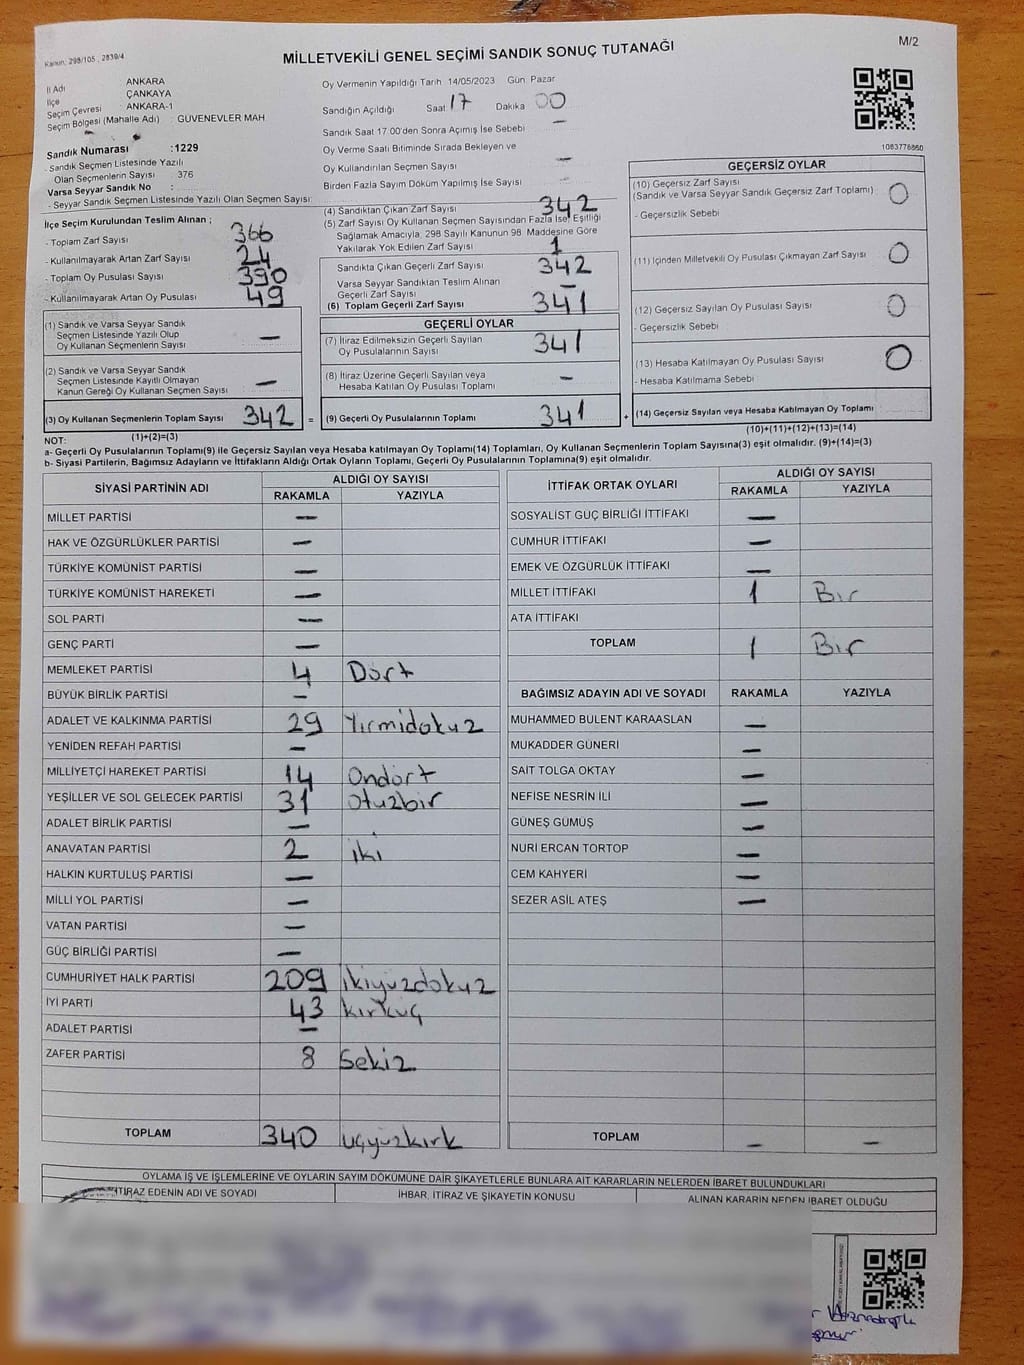 Kanun: 298/105 , 2839/4
MİLLETVEKİLİ GENEL SEÇİMİ SANDIK SONUÇ TUTANAĞI
M/2
İl Adı ANKARA
İlçe ÇANKAYA
Seçim Çevresi : ANKARA-1
Seçim Bölgesi (Mahalle Adı) : GÜVENEVLER MAH
Sandık Numarası :1229
- Sandık Seçmen Listesinde Yazılı
Olan Seçmenlerin Sayısı : 376
Varsa Seyyar Sandık No :
- Seyyar Sandık Seçmen Listesinde Yazılı Olan Seçmen Sayısı:
İlçe Seçim Kurulundan Teslim Alınan ;
- Toplam Zarf Sayısı 366
- Kullanılmayarak Artan Zarf Sayısı 24
- Toplam Oy Pusulası Sayısı 390
- Kullanılmayarak Artan Oy Pusulası 49
(1) Sandık ve Varsa Seyyar Sandık
Seçmen Listesinde Yazılı Olup
Oy Kullanan Seçmenlerin Sayısı —
(2) Sandık ve Varsa Seyyar Sandık
Seçmen Listesinde Kayıtlı Olmayan
Kanun Gereği Oy Kullanan Seçmen Sayısı —
(3) Oy Kullanan Seçmenlerin Toplam Sayısı 342 =
(1)+(2)=(3)
Oy Vermenin Yapıldığı Tarih 14/05/2023 Gün Pazar
Sandığın Açıldığı Saat 17 Dakika 00
Sandık Saat 17.00'den Sonra Açımış İse Sebebi —
Oy Verme Saati Bitiminde Sırada Bekleyen ve
Oy Kullandırılan Seçmen Sayısı —
Birden Fazla Sayım Döküm Yapılmış İse Sayısı —
(4) Sandıktan Çıkan Zarf Sayısı 342
(5) Zarf Sayısı Oy Kullanan Seçmen Sayısından Fazla İse, Eşitliği
Sağlamak Amacıyla, 298 Sayılı Kanunun 98. Maddesine Göre
Yakılarak Yok Edilen Zarf Sayısı 1
Sandıkta Çıkan Geçerli Zarf Sayısı 342
Varsa Seyyar Sandıktan Teslim Alınan
Geçerli Zarf Sayısı —
(6) Toplam Geçerli Zarf Sayısı 341
GEÇERLİ OYLAR
(7) İtiraz Edilmeksizin Geçerli Sayılan
Oy Pusulalarının Sayısı 341
(8) İtiraz Üzerine Geçerli Sayılan veya
Hesaba Katılan Oy Pusulası Toplamı —
(9) Geçerli Oy Pusulalarının Toplamı 341 +
1083778860
GEÇERSİZ OYLAR
(10) Geçersiz Zarf Sayısı
(Sandık ve Varsa Seyyar Sandık Geçersiz Zarf Toplamı) 0
- Geçersizlik Sebebi
(11) İçinden Milletvekili Oy Pusulası Çıkmayan Zarf Sayısı 0
(12) Geçersiz Sayılan Oy Pusulası Sayısı 0
- Geçersizlik Sebebi
(13) Hesaba Katılmayan Oy Pusulası Sayısı 0
- Hesaba Katılmama Sebebi
(14) Geçersiz Sayılan veya Hesaba Katılmayan Oy Toplamı
(10)+(11)+(12)+(13)=(14)
NOT:
a- Geçerli Oy Pusulalarının Toplamı(9) ile Geçersiz Sayılan veya Hesaba katılmayan Oy Toplamı(14) Toplamları, Oy Kullanan Seçmenlerin Toplam Sayısına(3) eşit olmalıdır. (9)+(14)=(3)
b- Siyasi Partilerin, Bağımsız Adayların ve İttifakların Aldığı Ortak Oyların Toplamı, Geçerli Oy Pusulalarının Toplamına(9) eşit olmalıdır.
SİYASİ PARTİNİN ADI ALDIĞI OY SAYISI
RAKAMLA YAZIYLA
MİLLET PARTİSİ —
HAK VE ÖZGÜRLÜKLER PARTİSİ —
TÜRKİYE KOMÜNİST PARTİSİ —
TÜRKİYE KOMÜNİST HAREKETİ —
SOL PARTİ —
GENÇ PARTİ —
MEMLEKET PARTİSİ 4 Dört
BÜYÜK BİRLİK PARTİSİ —
ADALET VE KALKINMA PARTİSİ 29 Yirmidokuz
YENİDEN REFAH PARTİSİ —
MİLLİYETÇİ HAREKET PARTİSİ 14 Ondört
YEŞİLLER VE SOL GELECEK PARTİSİ 31 Otuzbir
ADALET BİRLİK PARTİSİ —
ANAVATAN PARTİSİ 2 iki
HALKIN KURTULUŞ PARTİSİ —
MİLLİ YOL PARTİSİ —
VATAN PARTİSİ —
GÜÇ BİRLİĞİ PARTİSİ —
CUMHURİYET HALK PARTİSİ 209 ikiyüzdokuz
İYİ PARTİ 43 kırküç
ADALET PARTİSİ —
ZAFER PARTİSİ 8 Sekiz
TOPLAM 340 üçyüzkırk
İTTİFAK ORTAK OYLARI ALDIĞI OY SAYISI
RAKAMLA YAZIYLA
SOSYALİST GÜÇ BİRLİĞİ İTTİFAKI —
CUMHUR İTTİFAKI —
EMEK VE ÖZGÜRLÜK İTTİFAKI —
MİLLET İTTİFAKI 1 Bir
ATA İTTİFAKI
TOPLAM 1 Bir
BAĞIMSIZ ADAYIN ADI VE SOYADI RAKAMLA YAZIYLA
MUHAMMED BÜLENT KARAASLAN —
MUKADDER GÜNERİ —
SAİT TOLGA OKTAY —
NEFİSE NESRİN İLİ —
GÜNEŞ GÜMÜŞ —
NURİ ERCAN TORTOP —
CEM KAHYERİ —
SEZER ASİL ATEŞ —
TOPLAM — —
OYLAMA İŞ VE İŞLEMLERİNE VE OYLARIN SAYIM DÖKÜMÜNE DAİR ŞİKAYETLERLE BUNLARA AİT KARARLARIN NELERDEN İBARET BULUNDUKLARI
İTİRAZ EDENİN ADI VE SOYADI İHBAR, İTİRAZ VE ŞİKAYETİN KONUSU ALINAN KARARIN NEDEN İBARET OLDUĞU